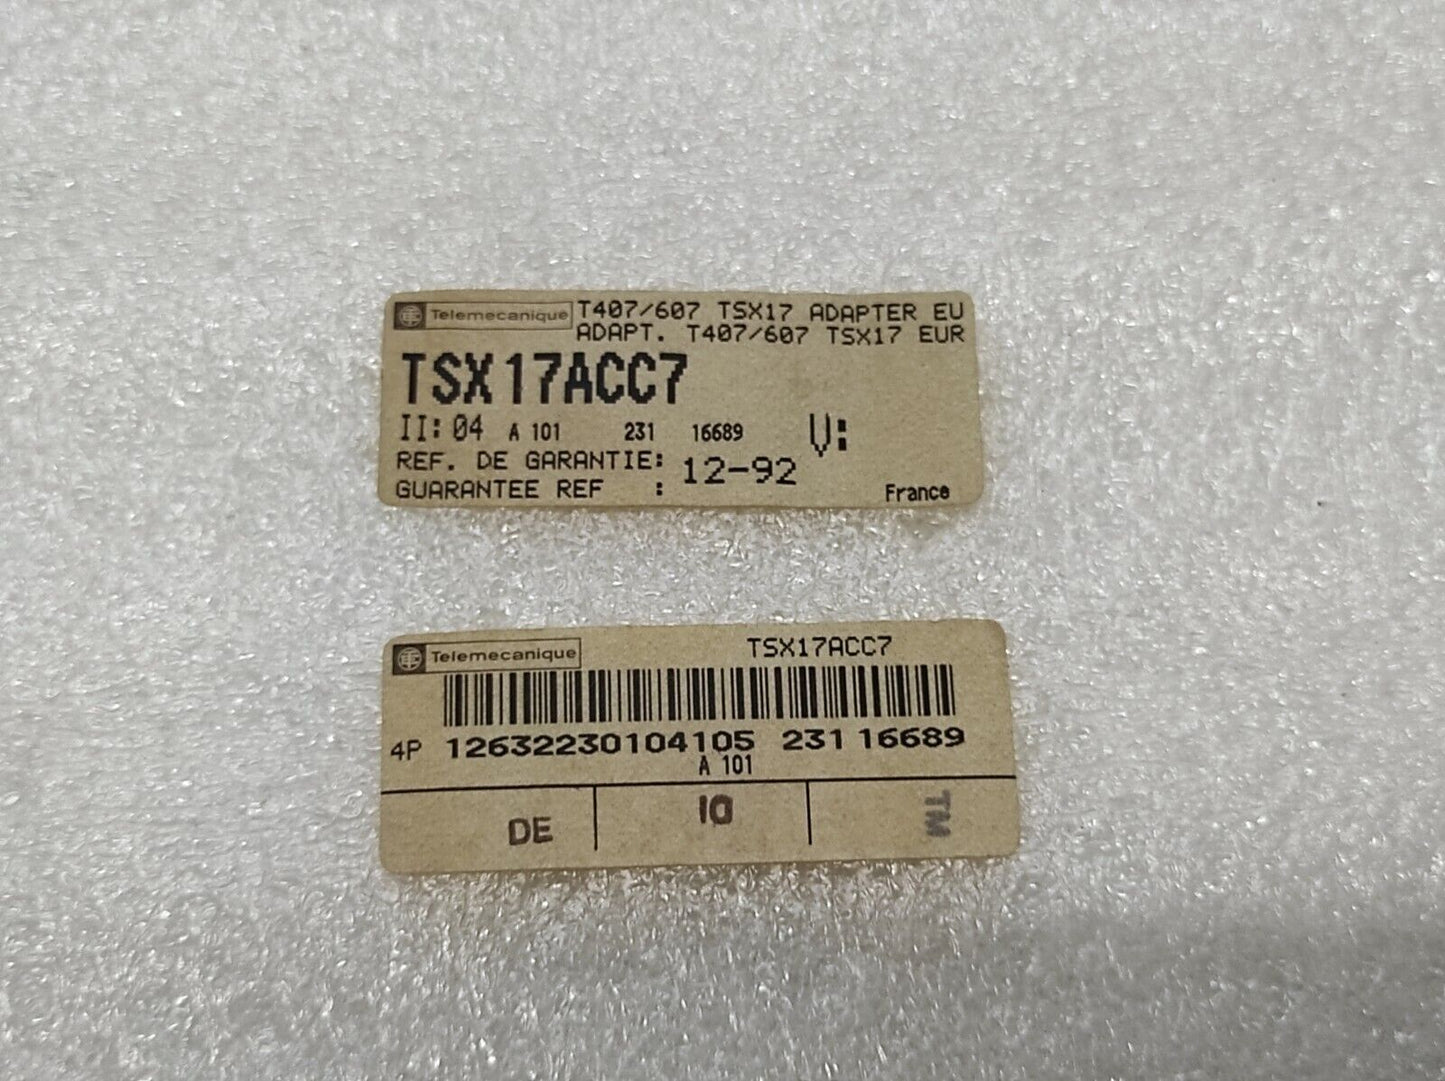 Telemecanique T407/607 TSX17 ADAPTER EU
ADAPT. T407/607 TSX17 EUR
TSX17ACC7
II:04 A 101 231 16689 V:
REF. DE GARANTIE: 12-92
GUARANTEE REF :
France
Telemecanique TSX17ACC7
4P 12632230104105 231 16689
A 101
DE ID TM